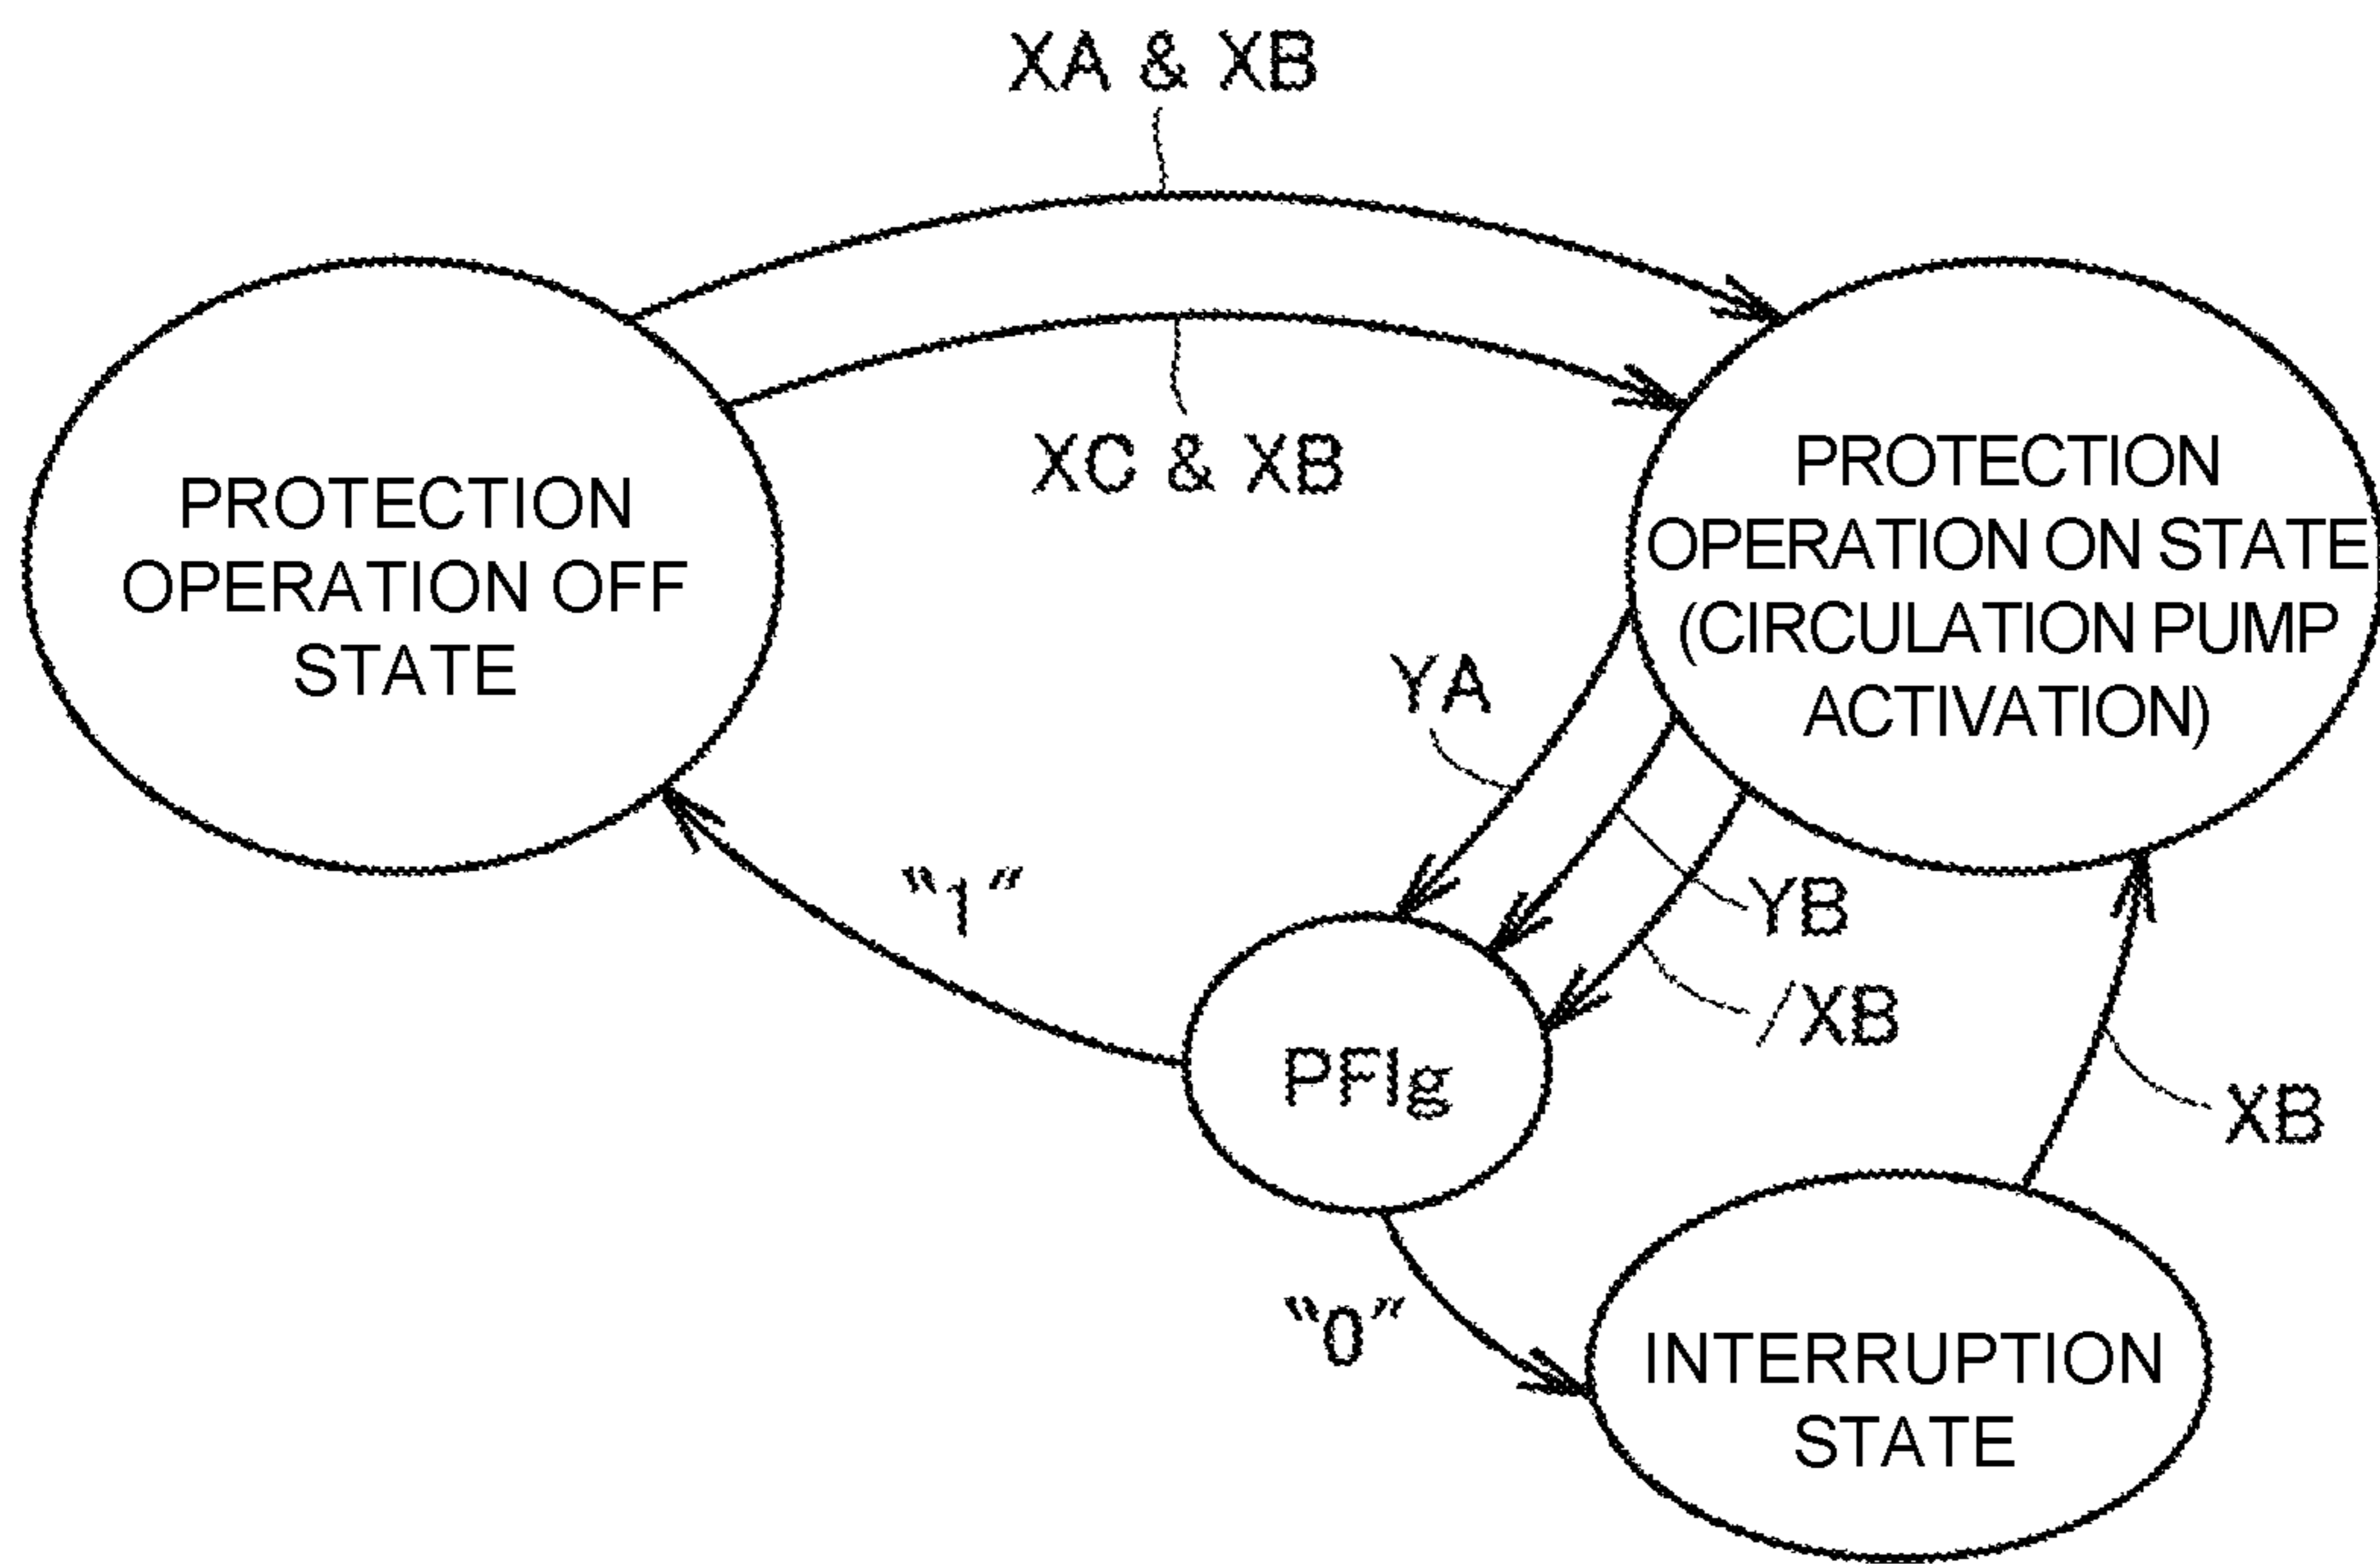 XA & XB
XC & XB
PROTECTION
OPERATION OFF
STATE
PROTECTION
OPERATION ON STATE
(CIRCULATION PUMP
ACTIVATION)
YA
"1"
YB
/XB
PFlg
XB
"0"
INTERRUPTION
STATE